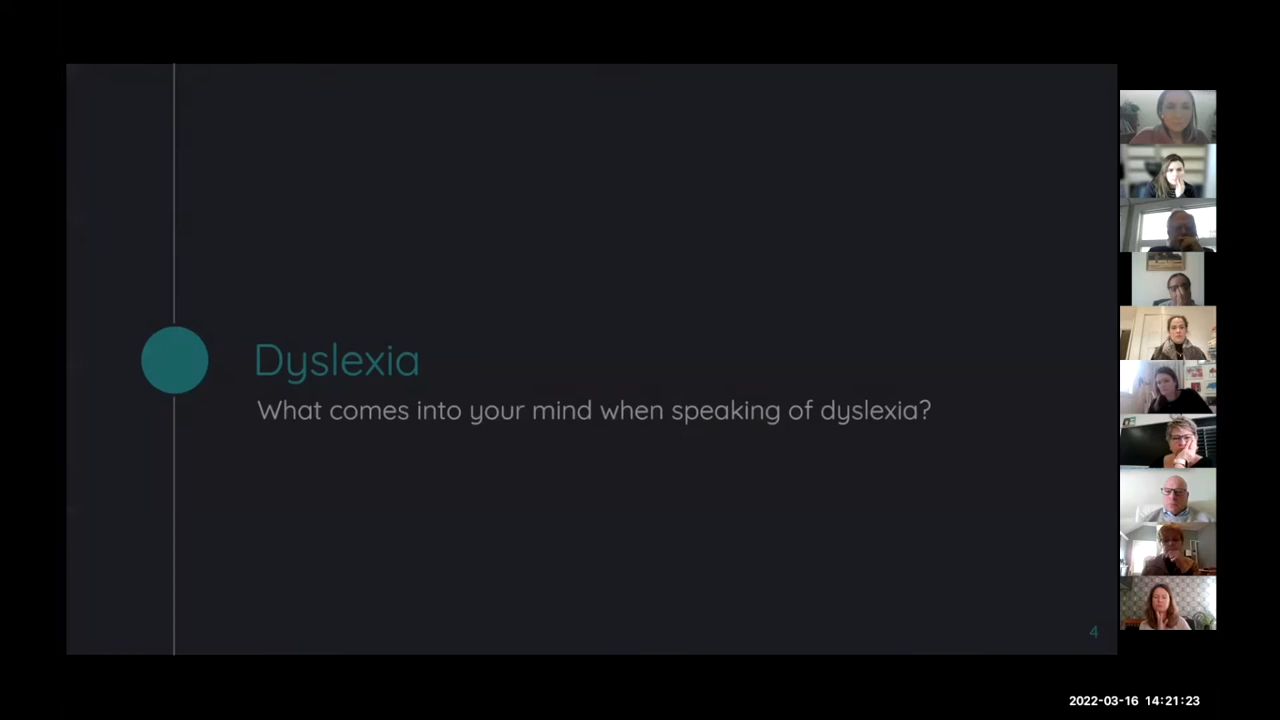 Dyslexia
What comes into your mind when speaking of dyslexia?
4
2022-03-16 14:21:23